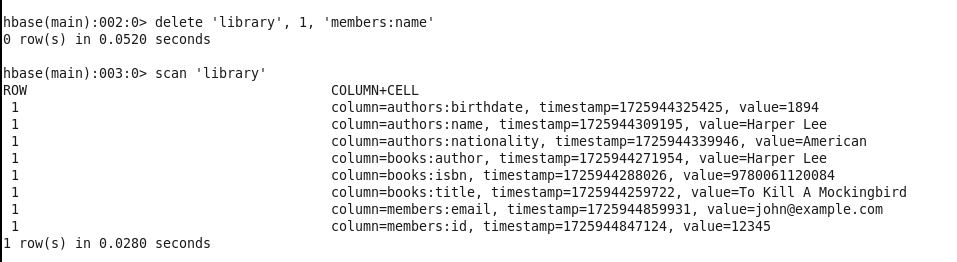 hbase(main):002:0> delete 'library', 1, 'members:name'
0 row(s) in 0.0520 seconds
hbase(main):003:0> scan 'library'
ROW COLUMN+CELL
1 column=authors:birthdate, timestamp=1725944325425, value=1894
1 column=authors:name, timestamp=1725944309195, value=Harper Lee
1 column=authors:nationality, timestamp=1725944339946, value=American
1 column=books:author, timestamp=1725944271954, value=Harper Lee
1 column=books:isbn, timestamp=1725944288026, value=9780061120084
1 column=books:title, timestamp=1725944259722, value=To Kill A Mockingbird
1 column=members:email, timestamp=1725944859931, value=john@example.com
1 column=members:id, timestamp=1725944847124, value=12345
1 row(s) in 0.0280 seconds